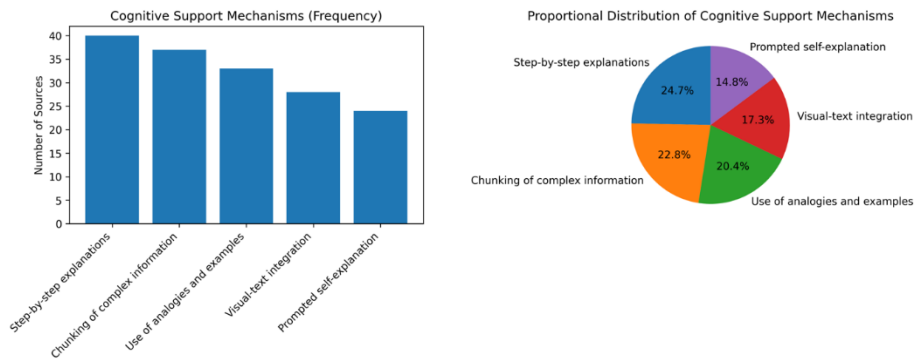 Cognitive Support Mechanisms (Frequency)
Number of Sources
40
35
30
25
20
15
10
5
0
Step-by-step explanations
Chunking of complex information
Use of analogies and examples
Visual-text integration
Prompted self-explanation
Proportional Distribution of Cognitive Support Mechanisms
Prompted self-explanation
Step-by-step explanations
14.8%
24.7%
Visual-text integration
17.3%
22.8%
20.4%
Chunking of complex information
Use of analogies and examples